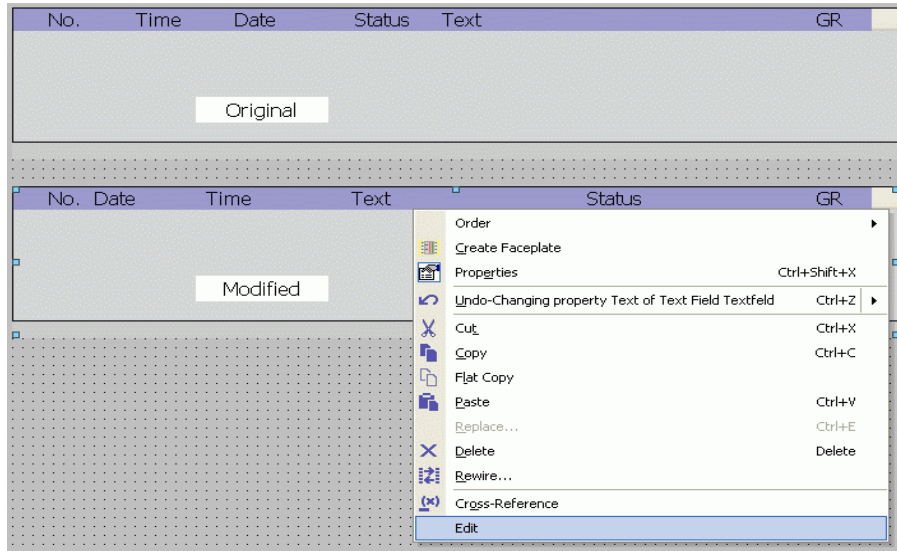 No. Time Date Status Text GR
Original
No. Date Time Text Status GR
Modified
Order
Create Faceplate
Properties Ctrl+Shift+X
Undo-Changing property Text of Text Field Textfeld Ctrl+Z
Cut Ctrl+X
Copy Ctrl+C
Flat Copy
Paste Ctrl+V
Replace... Ctrl+E
Delete Delete
Rewire...
Cross-Reference
Edit